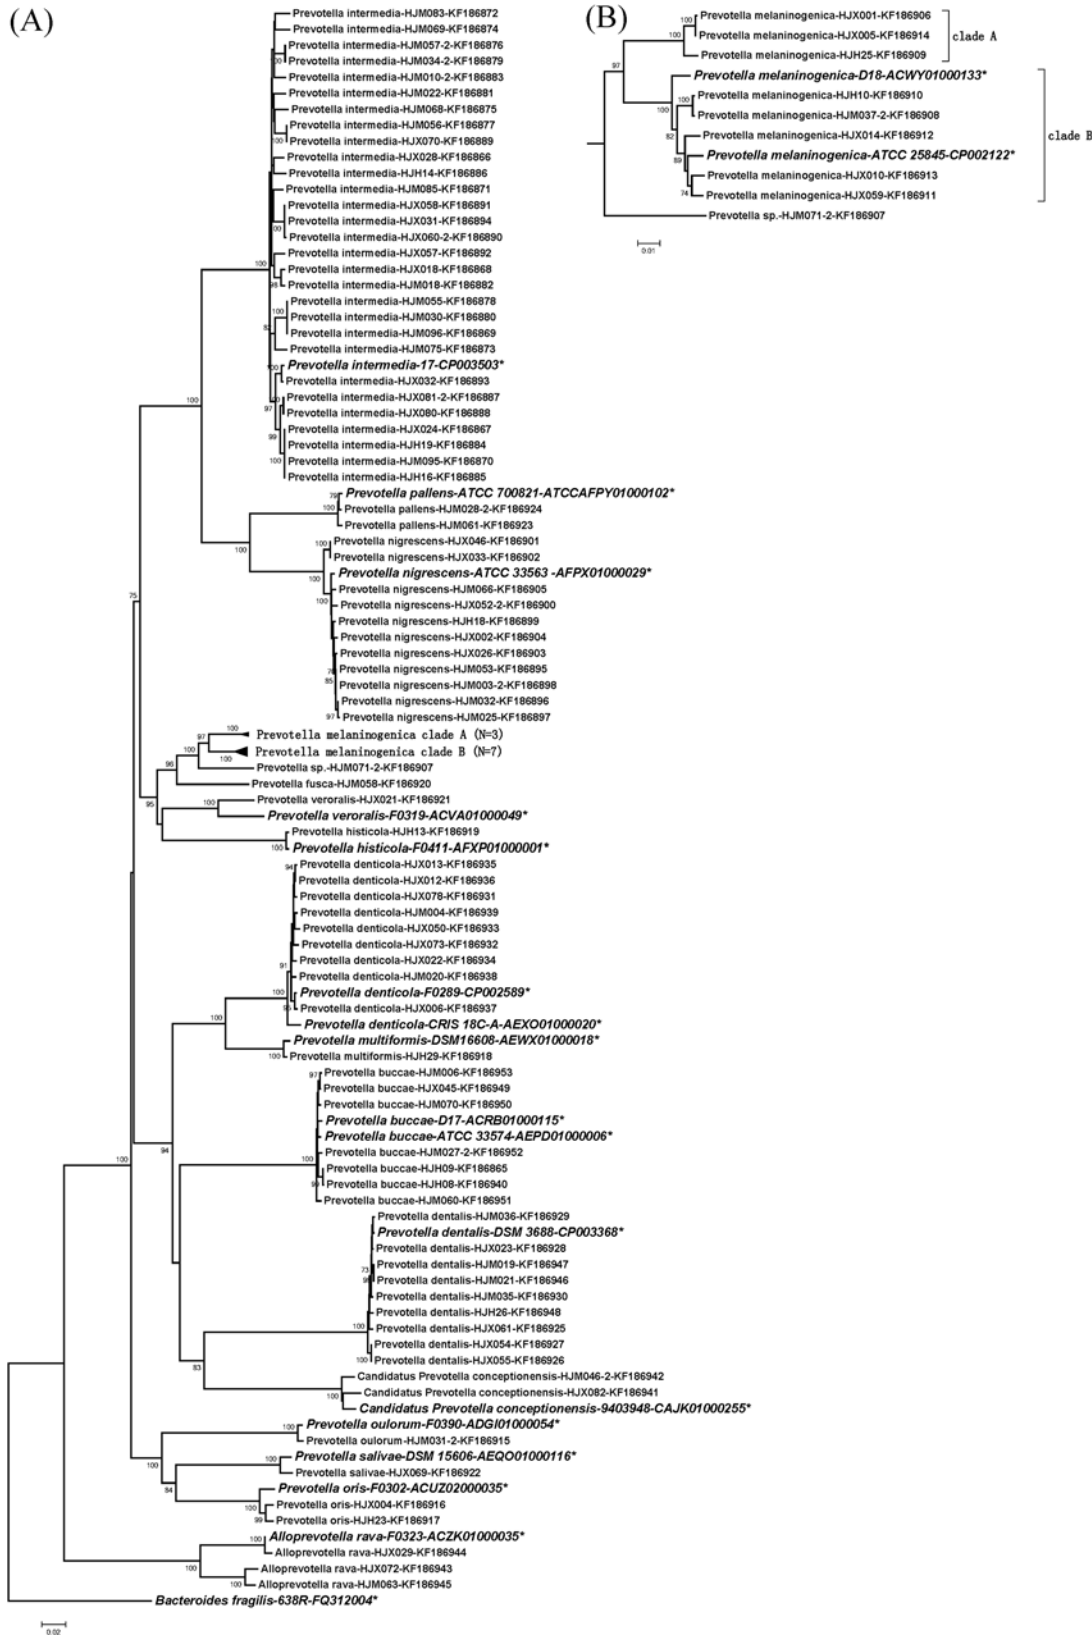 (A)
Prevotella intermedia-HJM083-KF186872
Prevotella intermedia-HJM069-KF186874
Prevotella intermedia-HJM057-2-KF186876
Prevotella intermedia-HJM034-2-KF186879
Prevotella intermedia-HJM010-2-KF186883
Prevotella intermedia-HJM022-KF186881
Prevotella intermedia-HJM068-KF186875
Prevotella intermedia-HJM056-KF186877
Prevotella intermedia-HJX070-KF186889
Prevotella intermedia-HJX028-KF186866
Prevotella intermedia-HJH14-KF186886
Prevotella intermedia-HJM085-KF186871
Prevotella intermedia-HJX058-KF186891
Prevotella intermedia-HJX031-KF186894
Prevotella intermedia-HJX060-2-KF186890
Prevotella intermedia-HJX057-KF186892
Prevotella intermedia-HJX018-KF186868
Prevotella intermedia-HJM018-KF186882
Prevotella intermedia-HJM055-KF186878
Prevotella intermedia-HJM030-KF186880
Prevotella intermedia-HJM096-KF186869
Prevotella intermedia-HJM075-KF186873
Prevotella intermedia-17-CP003503*
Prevotella intermedia-HJX032-KF186893
Prevotella intermedia-HJX081-2-KF186887
Prevotella intermedia-HJX080-KF186888
Prevotella intermedia-HJX024-KF186867
Prevotella intermedia-HJH19-KF186884
Prevotella intermedia-HJM095-KF186870
Prevotella intermedia-HJH16-KF186885
Prevotella pallens-ATCC 700821-ATCCAFPY01000102*
Prevotella pallens-HJM028-2-KF186924
Prevotella pallens-HJM061-KF186923
Prevotella nigrescens-HJX046-KF186901
Prevotella nigrescens-HJX033-KF186902
Prevotella nigrescens-ATCC 33563 -AFPX01000029*
Prevotella nigrescens-HJM066-KF186905
Prevotella nigrescens-HJX052-2-KF186900
Prevotella nigrescens-HJH18-KF186899
Prevotella nigrescens-HJX002-KF186904
Prevotella nigrescens-HJX026-KF186903
Prevotella nigrescens-HJM053-KF186895
Prevotella nigrescens-HJM003-2-KF186898
Prevotella nigrescens-HJM032-KF186896
Prevotella nigrescens-HJM025-KF186897
Prevotella melaninogenica clade A (N=3)
Prevotella melaninogenica clade B (N=7)
Prevotella sp.-HJM071-2-KF186907
Prevotella fusca-HJM058-KF186920
Prevotella veroralis-HJX021-KF186921
Prevotella veroralis-F0319-ACVA01000049*
Prevotella histicola-HJH13-KF186919
Prevotella histicola-F0411-AFXP01000001*
Prevotella denticola-HJX013-KF186935
Prevotella denticola-HJX012-KF186936
Prevotella denticola-HJX078-KF186931
Prevotella denticola-HJM004-KF186939
Prevotella denticola-HJX050-KF186933
Prevotella denticola-HJX073-KF186932
Prevotella denticola-HJX022-KF186934
Prevotella denticola-HJM020-KF186938
Prevotella denticola-F0289-CP002589*
Prevotella denticola-HJX006-KF186937
Prevotella denticola-CRIS 18C-A-AEXO01000020*
Prevotella multiformis-DSM16608-AEWX01000018*
Prevotella multiformis-HJH29-KF186918
Prevotella buccae-HJM006-KF186953
Prevotella buccae-HJX045-KF186949
Prevotella buccae-HJM070-KF186950
Prevotella buccae-D17-ACRB01000115*
Prevotella buccae-ATCC 33574-AEPD01000006*
Prevotella buccae-HJM027-2-KF186952
Prevotella buccae-HJH09-KF186865
Prevotella buccae-HJH08-KF186940
Prevotella buccae-HJM060-KF186951
Prevotella dentalis-HJM036-KF186929
Prevotella dentalis-DSM 3688-CP003368*
Prevotella dentalis-HJX023-KF186928
Prevotella dentalis-HJM019-KF186947
Prevotella dentalis-HJM021-KF186946
Prevotella dentalis-HJM035-KF186930
Prevotella dentalis-HJH26-KF186948
Prevotella dentalis-HJX061-KF186925
Prevotella dentalis-HJX054-KF186927
Prevotella dentalis-HJX055-KF186926
Candidatus Prevotella conceptionensis-HJM046-2-KF186942
Candidatus Prevotella conceptionensis-HJX082-KF186941
Candidatus Prevotella conceptionensis-9403948-CAJK01000255*
Prevotella oulorum-F0390-ADGI01000054*
Prevotella oulorum-HJM031-2-KF186915
Prevotella salivae-DSM 15606-AEQO01000116*
Prevotella salivae-HJX069-KF186922
Prevotella oris-F0302-ACUZ02000035*
Prevotella oris-HJX004-KF186916
Prevotella oris-HJH23-KF186917
Alloprevotella rava-F0323-ACZK01000035*
Alloprevotella rava-HJX029-KF186944
Alloprevotella rava-HJX072-KF186943
Alloprevotella rava-HJM063-KF186945
Bacteroides fragilis-638R-FQ312004*
0.02
(B)
Prevotella melaninogenica-HJX001-KF186906
Prevotella melaninogenica-HJX005-KF186914
Prevotella melaninogenica-HJH25-KF186909
clade A
Prevotella melaninogenica-D18-ACWY01000133*
Prevotella melaninogenica-HJH10-KF186910
Prevotella melaninogenica-HJM037-2-KF186908
Prevotella melaninogenica-HJX014-KF186912
Prevotella melaninogenica-ATCC 25845-CP002122*
Prevotella melaninogenica-HJX010-KF186913
Prevotella melaninogenica-HJX059-KF186911
clade B
Prevotella sp.-HJM071-2-KF186907
0.01